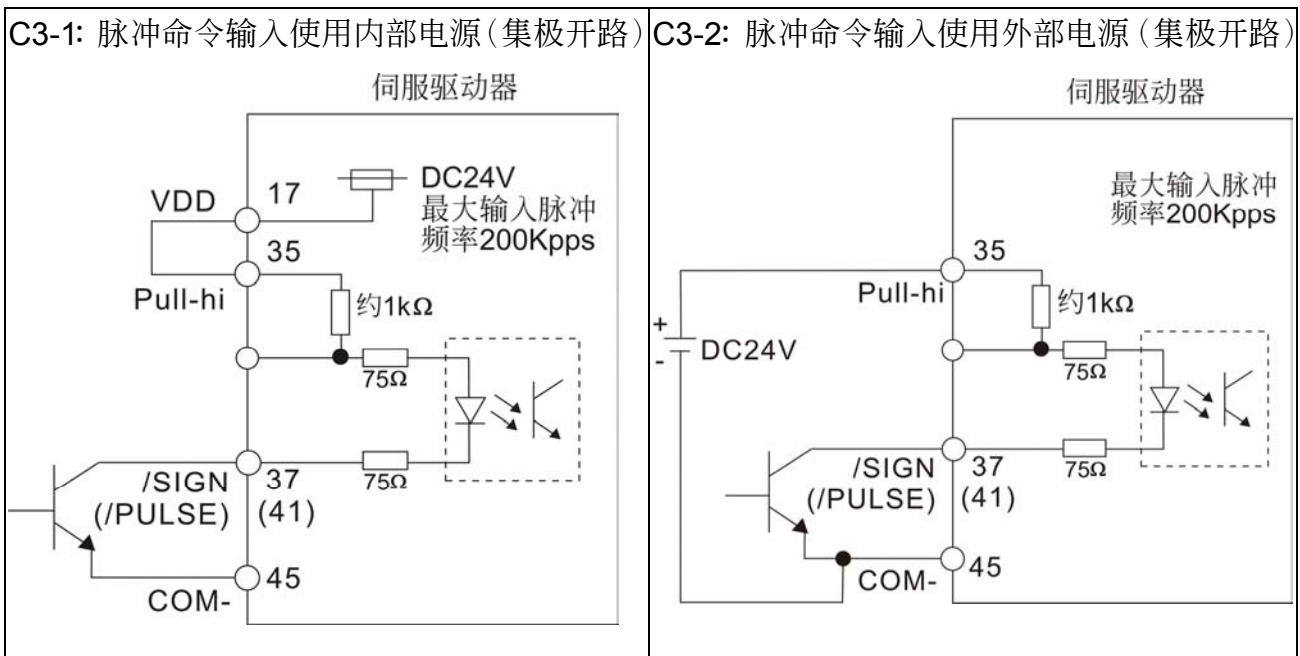 C3-1: 脉冲命令输入使用内部电源(集极开路)
伺服驱动器
VDD
17
DC24V
最大输入脉冲
频率200Kpps
35
Pull-hi
约1kΩ
75Ω
/SIGN
(/PULSE)
37
(41)
75Ω
45
COM-
C3-2: 脉冲命令输入使用外部电源(集极开路)
伺服驱动器
最大输入脉冲
频率200Kpps
35
Pull-hi
约1kΩ
+
-
DC24V
75Ω
/SIGN
(/PULSE)
37
(41)
75Ω
COM-
45